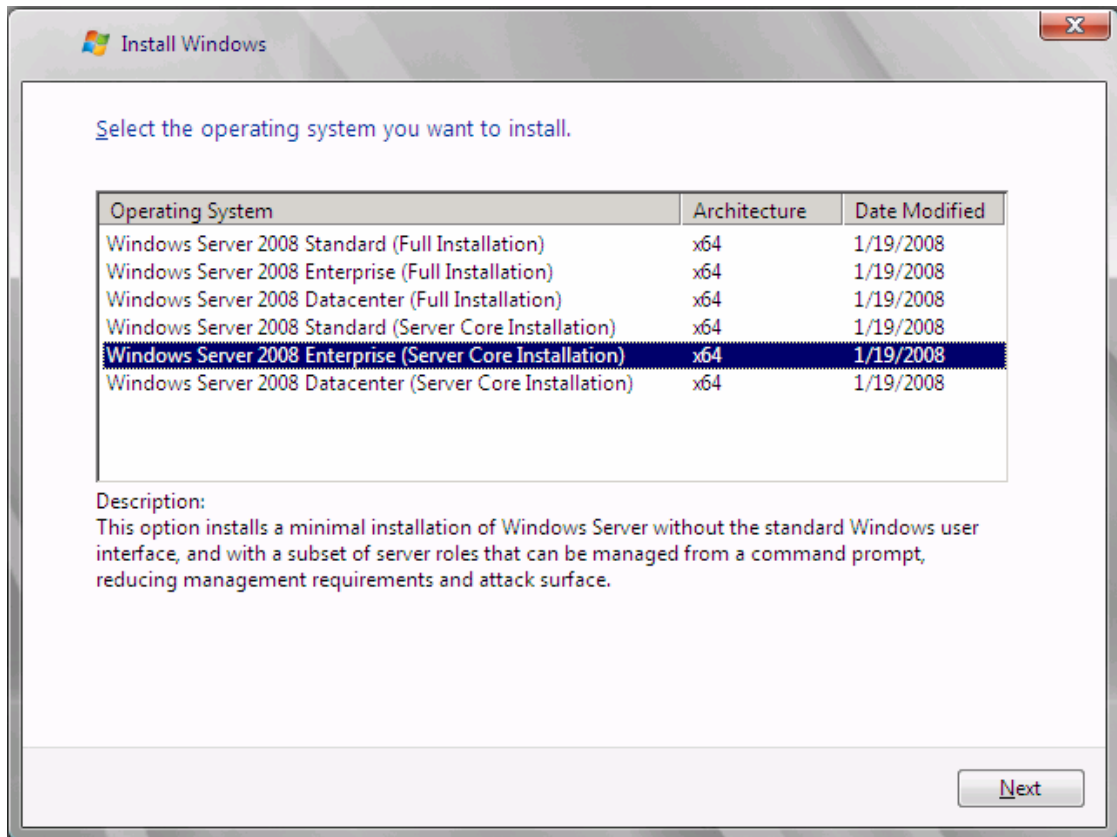 Install Windows
Select the operating system you want to install.
Operating System Architecture Date Modified
Windows Server 2008 Standard (Full Installation) x64 1/19/2008
Windows Server 2008 Enterprise (Full Installation) x64 1/19/2008
Windows Server 2008 Datacenter (Full Installation) x64 1/19/2008
Windows Server 2008 Standard (Server Core Installation) x64 1/19/2008
Windows Server 2008 Enterprise (Server Core Installation) x64 1/19/2008
Windows Server 2008 Datacenter (Server Core Installation) x64 1/19/2008
Description:
This option installs a minimal installation of Windows Server without the standard Windows user
interface, and with a subset of server roles that can be managed from a command prompt,
reducing management requirements and attack surface.
Next